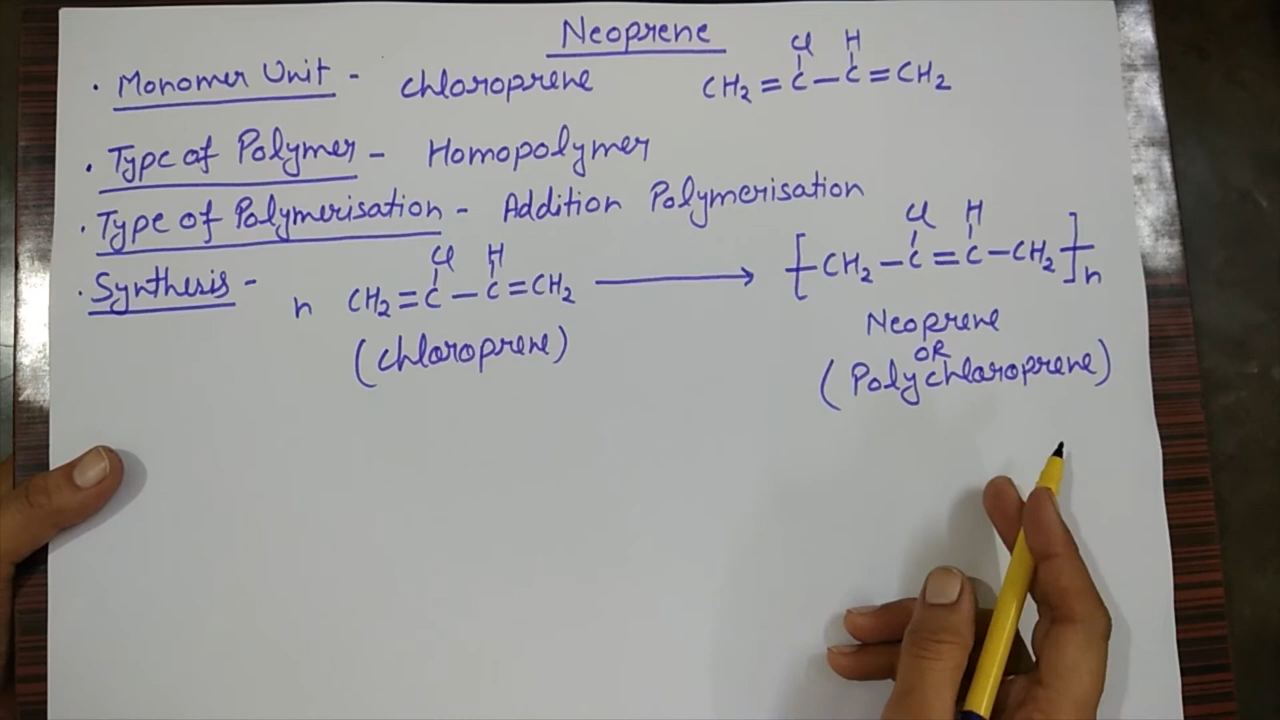 Neoprene
· Monomer Unit - Chloroprene CH2=C(Cl)-C(H)=CH2
· Type of Polymer - Homopolymer
· Type of Polymerisation - Addition Polymerisation
· Synthesis - n CH2=C(Cl)-C(H)=CH2 ⟶ [-CH2-C(Cl)=C(H)-CH2-]n
(Chloroprene)
Neoprene
OR
(Polychloroprene)